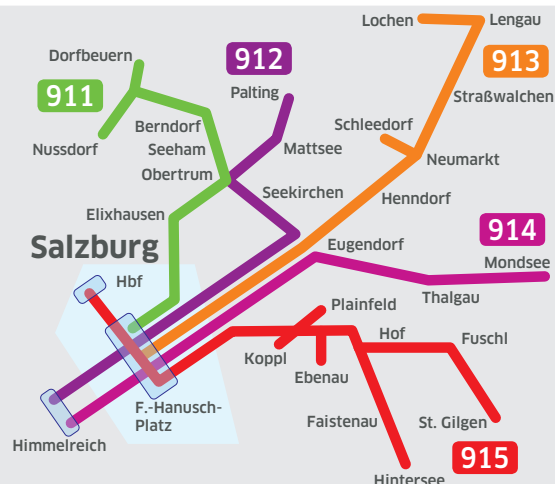 Lochen
Lengau
Dorfbeuern
912
913
911
Palting
Straßwalchen
Berndorf
Schleedorf
Nussdorf
Seeham
Mattsee
Neumarkt
Obertrum
Seekirchen
Henndorf
Elixhausen
914
Salzburg
Eugendorf
Mondsee
Hbf
Thalgau
Plainfeld
Hof
Fuschl
Koppl
Ebenau
F.-Hanusch-
Platz
Faistenau
St. Gilgen
Himmelreich
915
Hintersee